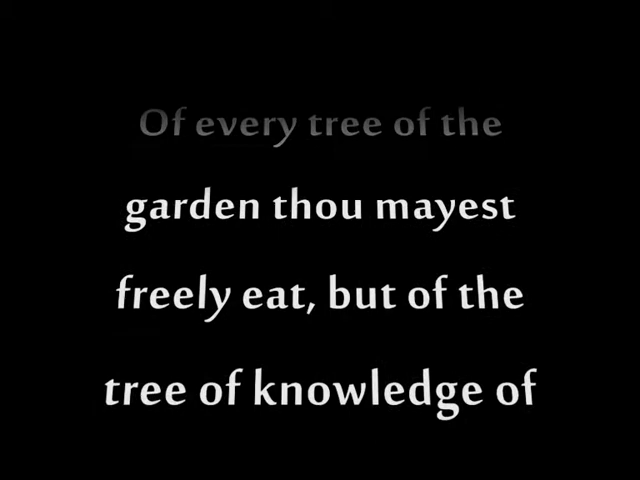 Of every tree of the
garden thou mayest
freely eat, but of the
tree of knowledge of